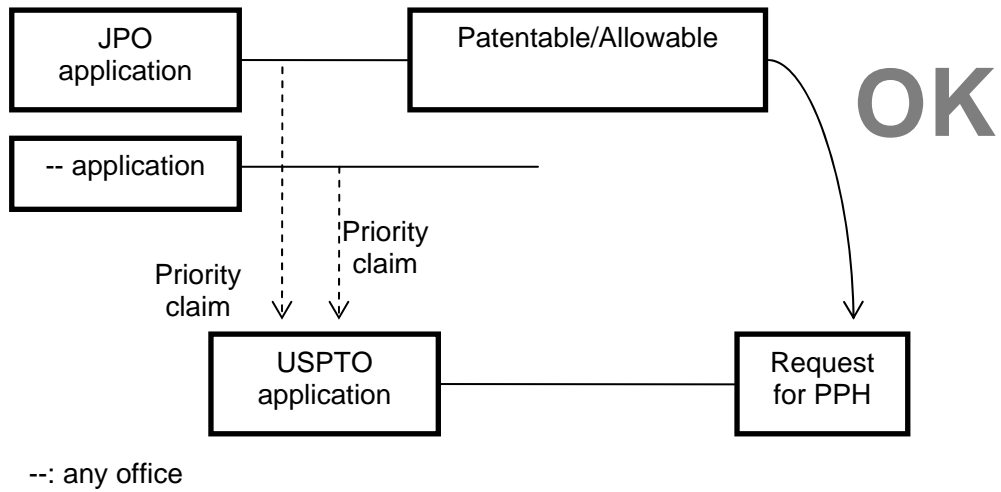 JPO
application
Patentable/Allowable
OK
-- application
Priority
claim
Priority
claim
USPTO
application
Request
for PPH
--: any office